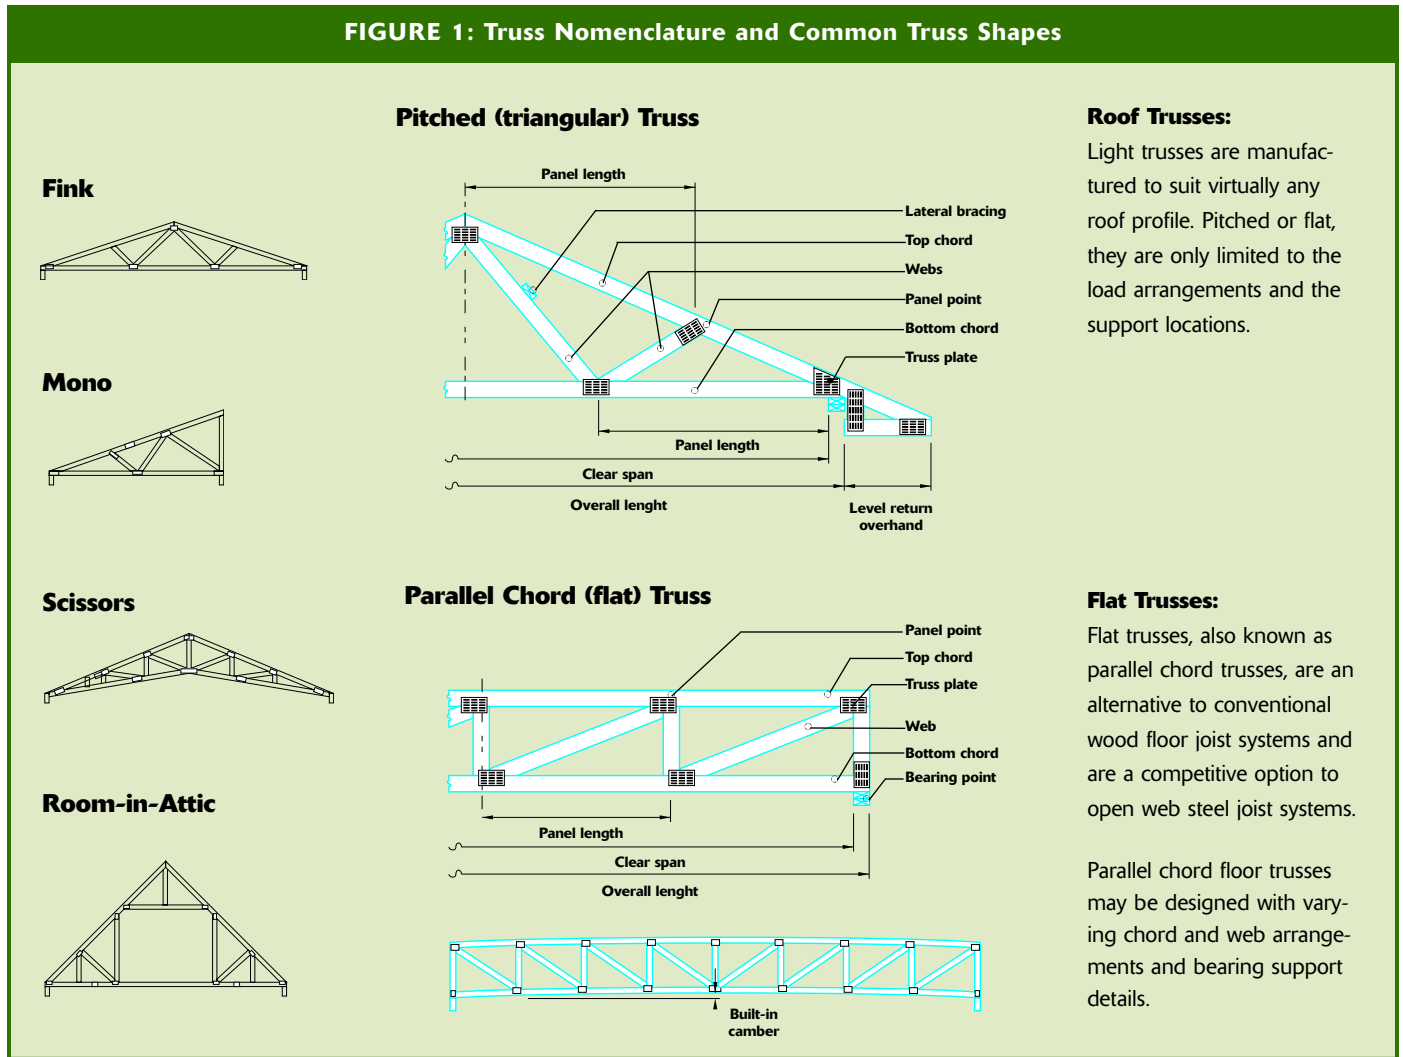 FIGURE 1: Truss Nomenclature and Common Truss Shapes
Fink
Mono
Scissors
Room-in-Attic
Pitched (triangular) Truss
Panel length
Lateral bracing
Top chord
Webs
Panel point
Bottom chord
Truss plate
Panel length
Clear span
Overall lenght
Level return
overhand
Roof Trusses:
Light trusses are manufac-
tured to suit virtually any
roof profile. Pitched or flat,
they are only limited to the
load arrangements and the
support locations.
Parallel Chord (flat) Truss
Panel point
Top chord
Truss plate
Web
Bottom chord
Bearing point
Panel length
Clear span
Overall lenght
Built-in
camber
Flat Trusses:
Flat trusses, also known as
parallel chord trusses, are an
alternative to conventional
wood floor joist systems and
are a competitive option to
open web steel joist systems.
Parallel chord floor trusses
may be designed with vary-
ing chord and web arrange-
ments and bearing support
details.